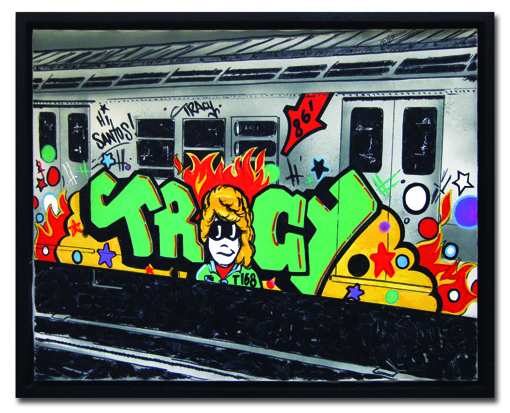 TRACY
86'
HI,
SANTOS!
TRACY
T168